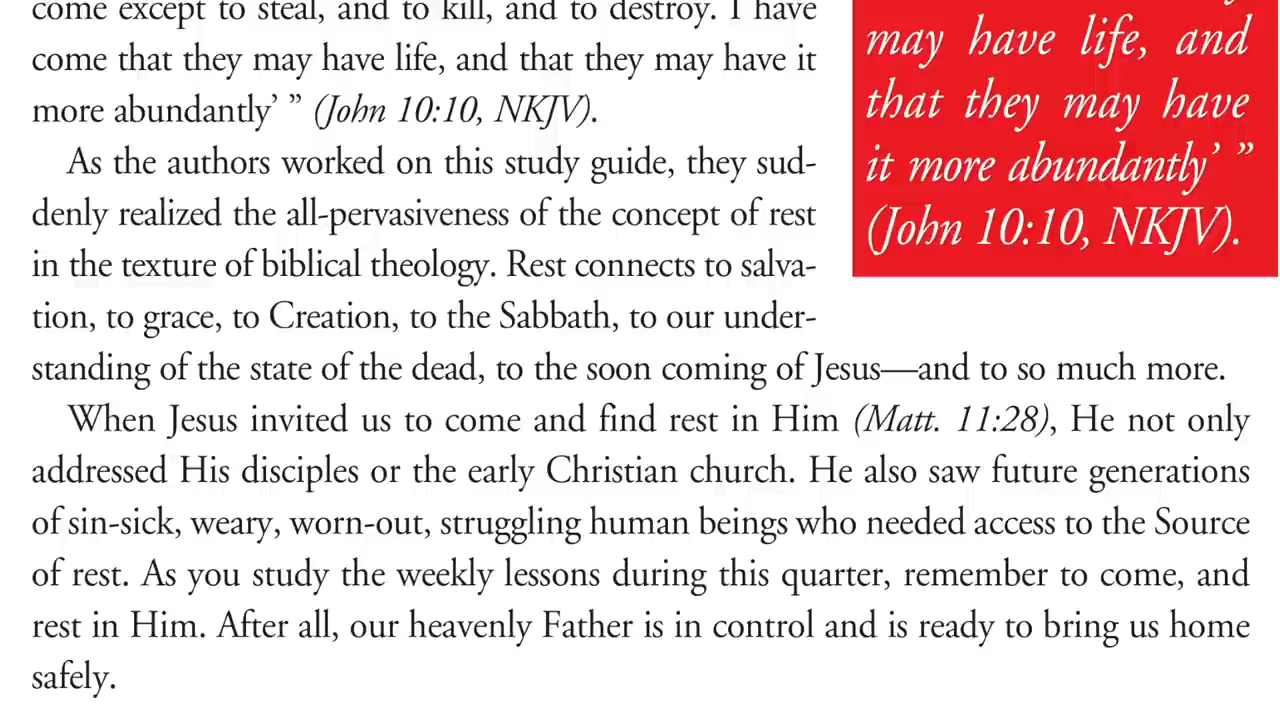 come except to steal, and to kill, and to destroy. I have
come that they may have life, and that they may have it
more abundantly’ ” (John 10:10, NKJV).
As the authors worked on this study guide, they sud-
denly realized the all-pervasiveness of the concept of rest
in the texture of biblical theology. Rest connects to salva-
tion, to grace, to Creation, to the Sabbath, to our under-
standing of the state of the dead, to the soon coming of Jesus—and to so much more.
When Jesus invited us to come and find rest in Him (Matt. 11:28), He not only
addressed His disciples or the early Christian church. He also saw future generations
of sin-sick, weary, worn-out, struggling human beings who needed access to the Source
of rest. As you study the weekly lessons during this quarter, remember to come, and
rest in Him. After all, our heavenly Father is in control and is ready to bring us home
safely.
may have life, and
that they may have
it more abundantly’ ”
(John 10:10, NKJV).